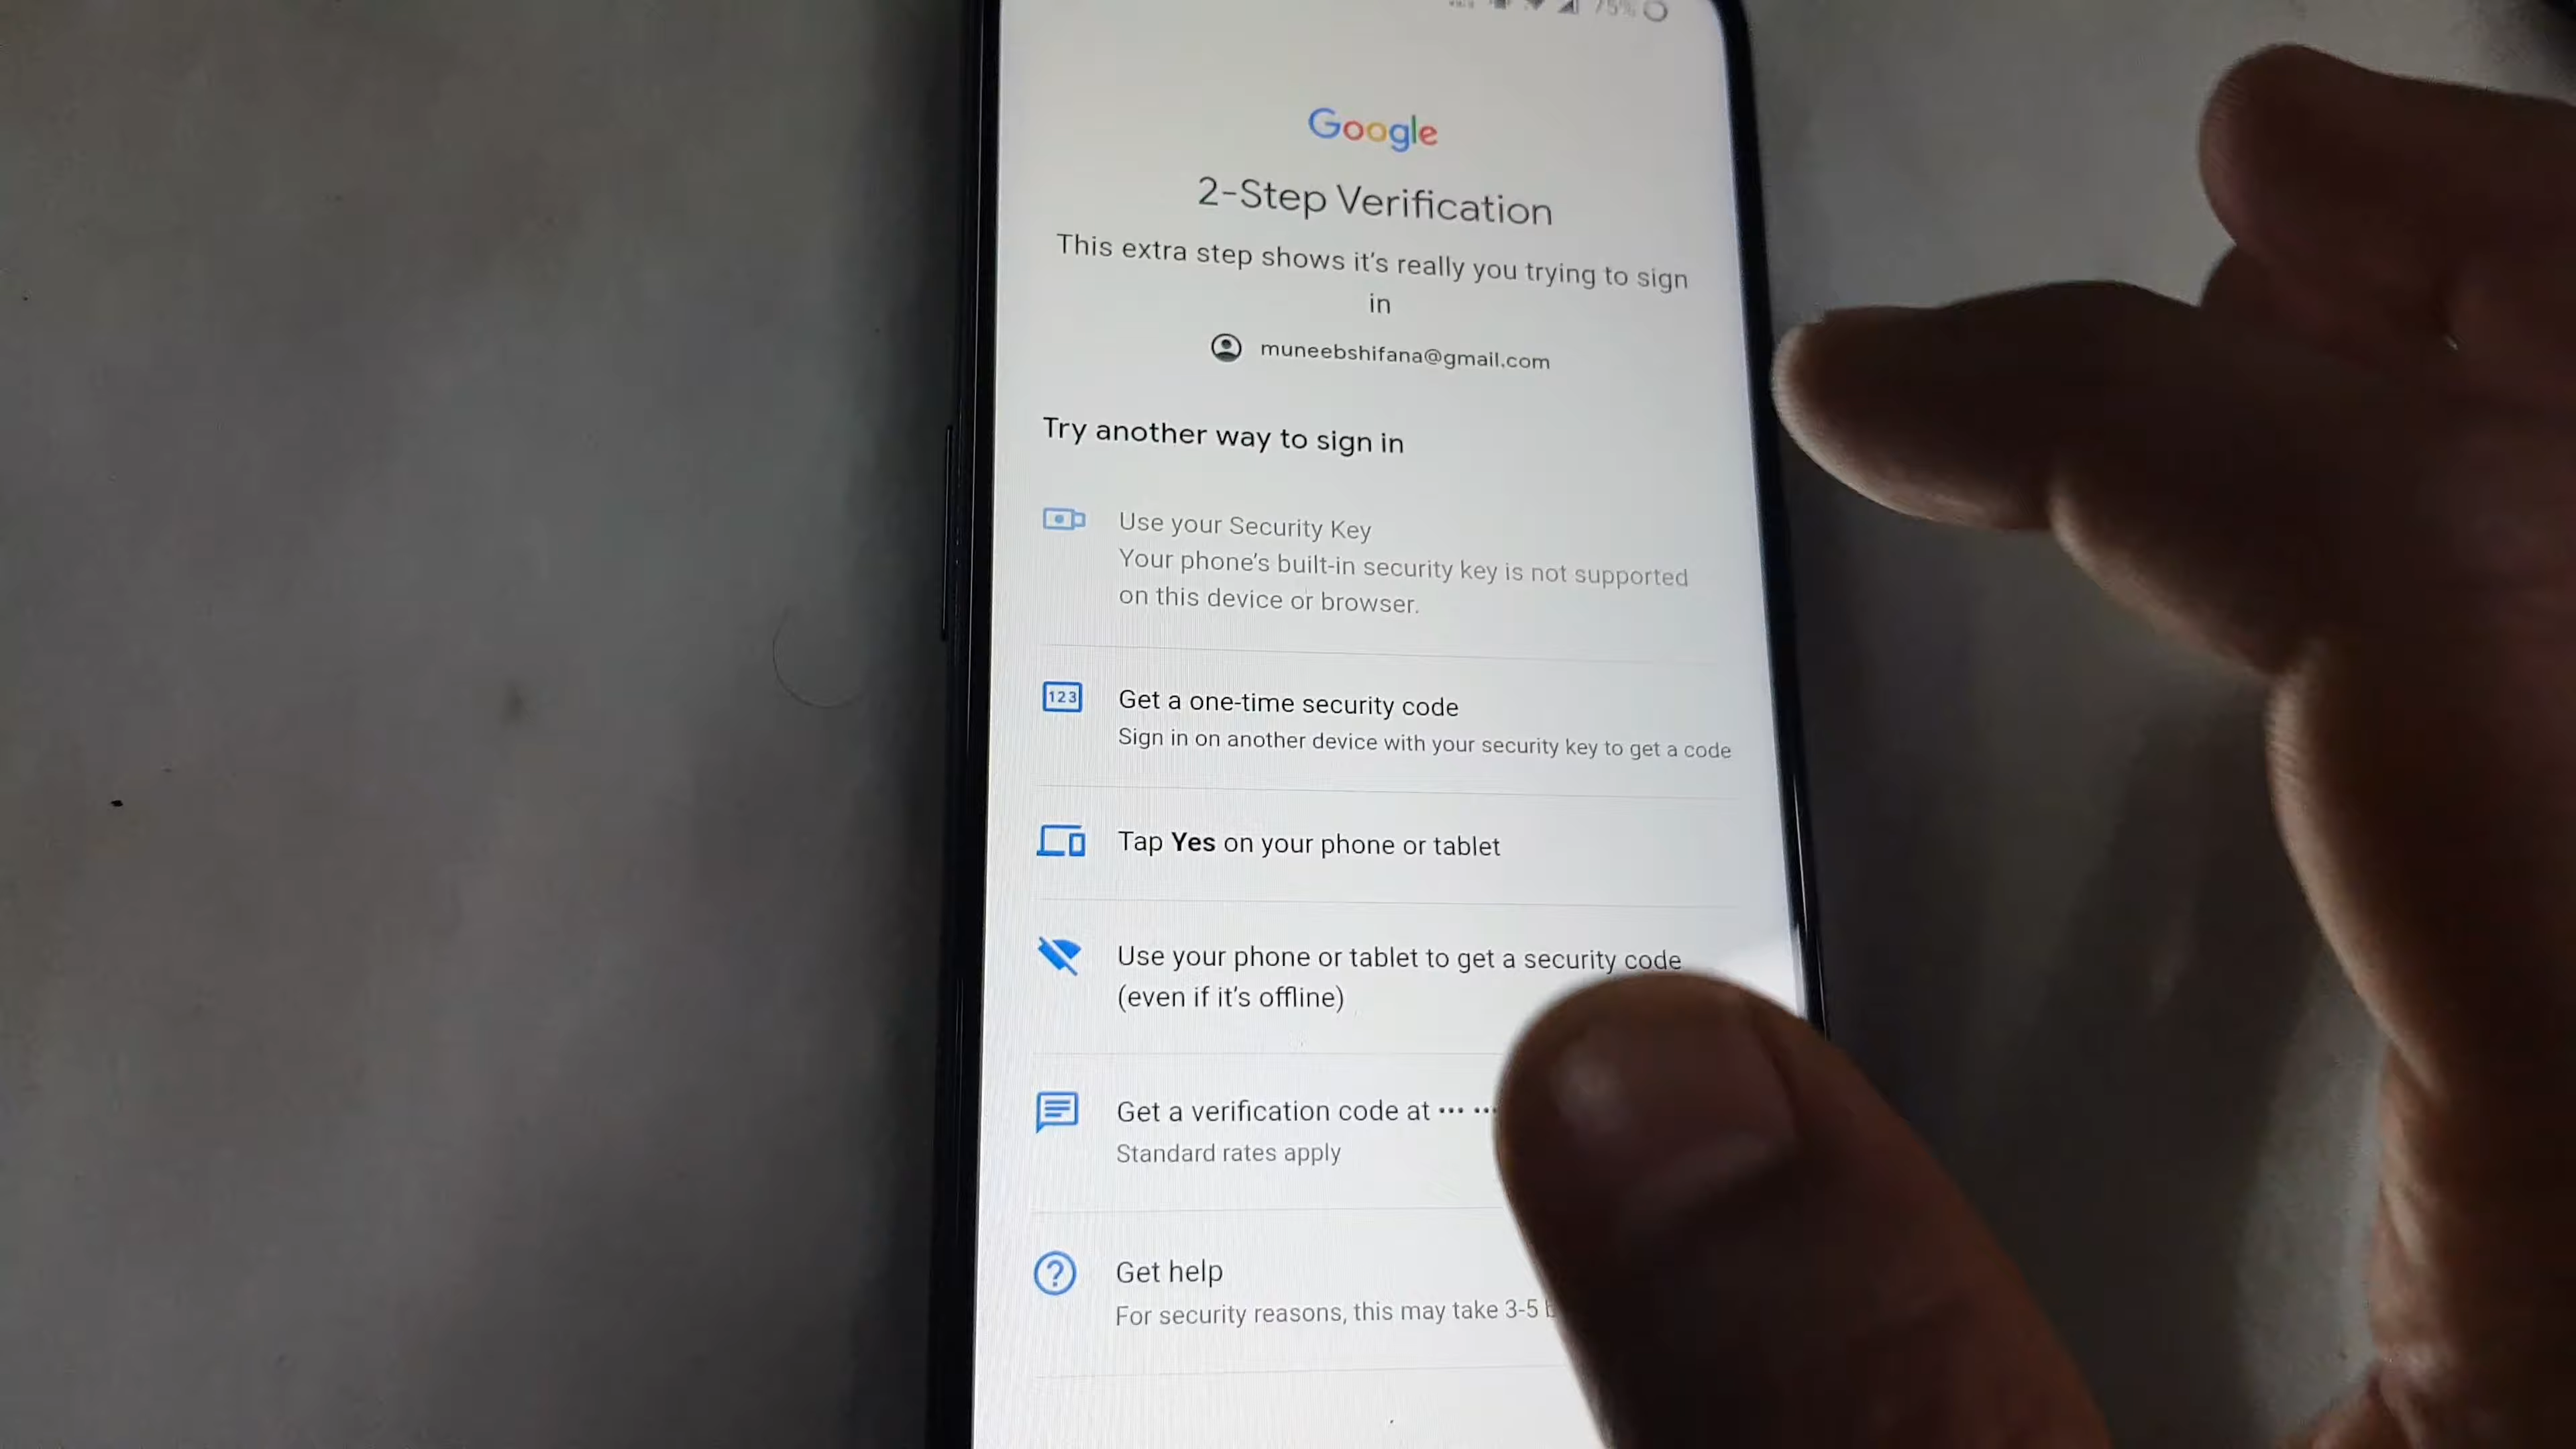 75%
Google
2-Step Verification
This extra step shows it's really you trying to sign
in
muneebshifana@gmail.com
Try another way to sign in
Use your Security Key
Your phone's built-in security key is not supported
on this device or browser.
123
Get a one-time security code
Sign in on another device with your security key to get a code
Tap Yes on your phone or tablet
Use your phone or tablet to get a security code
(even if it's offline)
Get a verification code at ••• •••
Standard rates apply
Get help
For security reasons, this may take 3-5